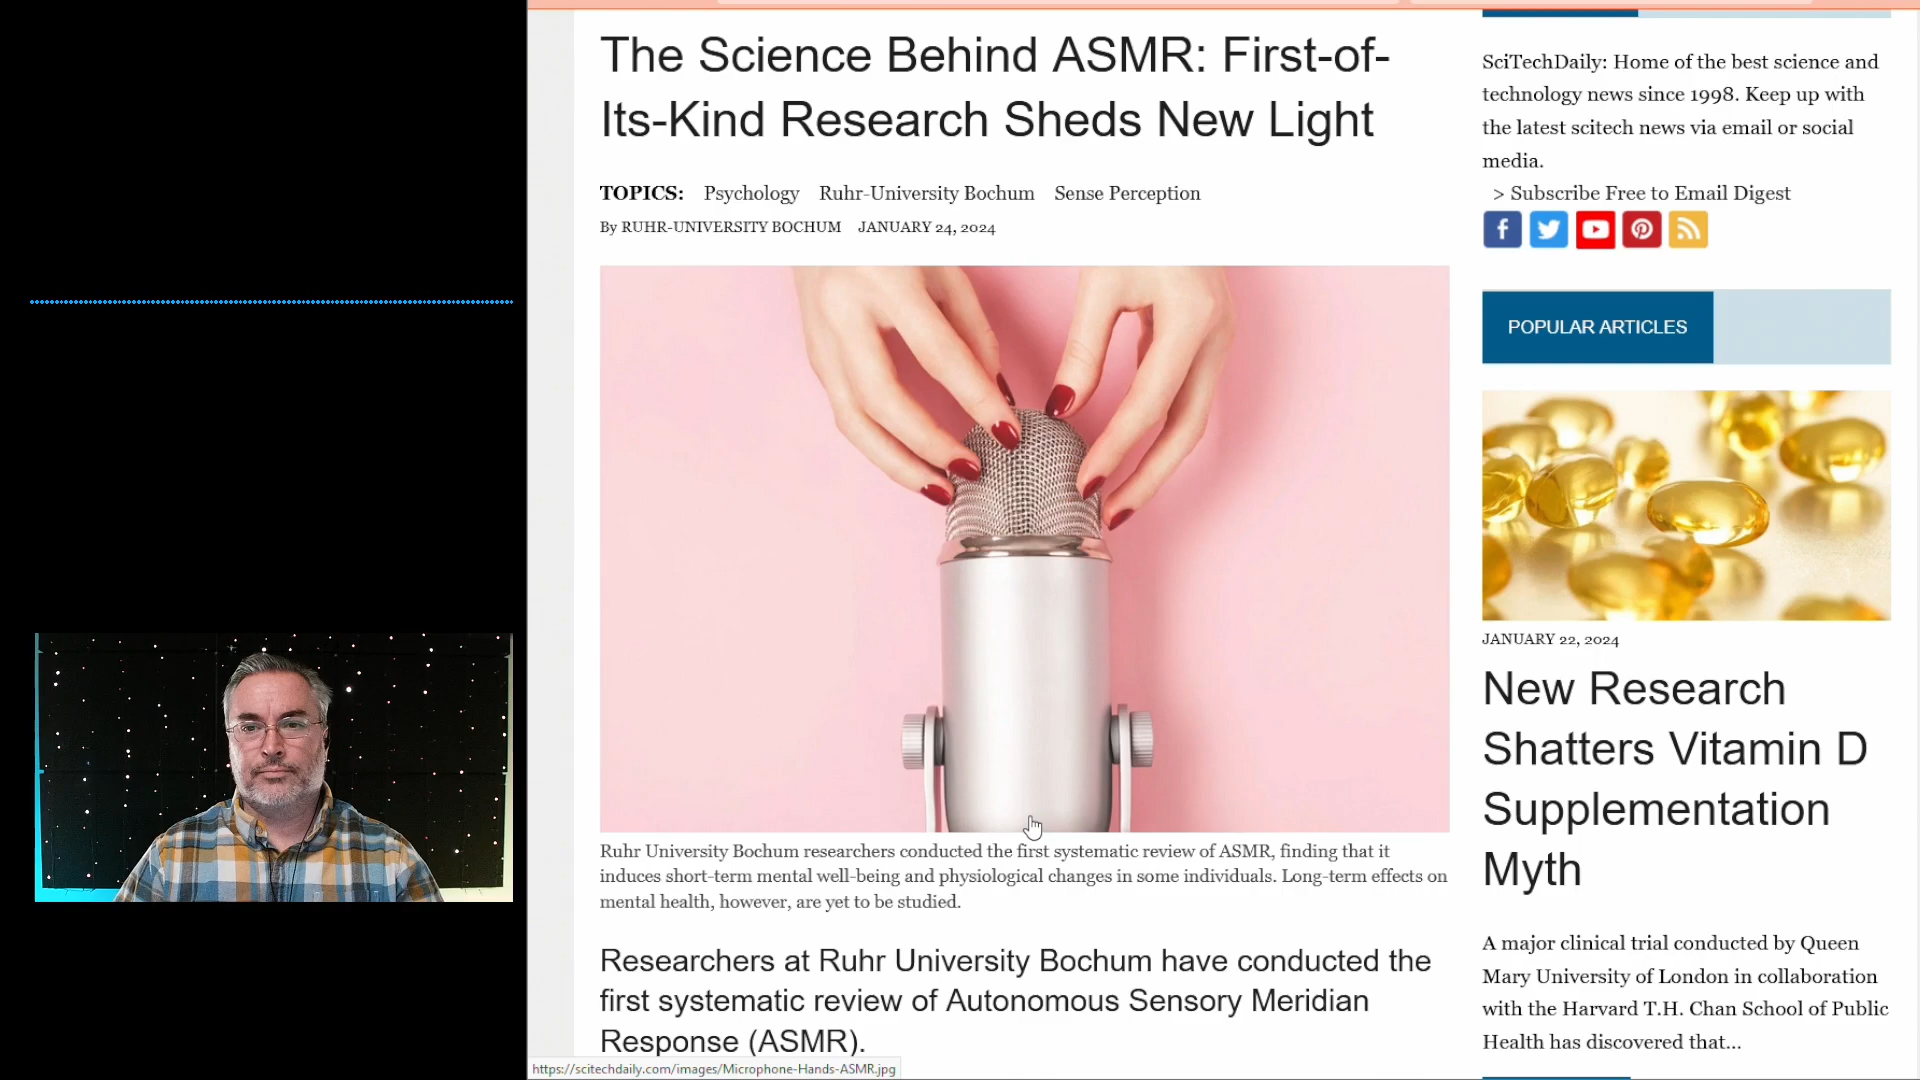 The Science Behind ASMR: First-of-
Its-Kind Research Sheds New Light
TOPICS: Psychology Ruhr-University Bochum Sense Perception
By RUHR-UNIVERSITY BOCHUM JANUARY 24, 2024
Ruhr University Bochum researchers conducted the first systematic review of ASMR, finding that it
induces short-term mental well-being and physiological changes in some individuals. Long-term effects on
mental health, however, are yet to be studied.
Researchers at Ruhr University Bochum have conducted the
first systematic review of Autonomous Sensory Meridian
Response (ASMR).
https://scitechdaily.com/images/Microphone-Hands-ASMR.jpg
SciTechDaily: Home of the best science and
technology news since 1998. Keep up with
the latest scitech news via email or social
media.
> Subscribe Free to Email Digest
POPULAR ARTICLES
JANUARY 22, 2024
New Research
Shatters Vitamin D
Supplementation
Myth
A major clinical trial conducted by Queen
Mary University of London in collaboration
with the Harvard T.H. Chan School of Public
Health has discovered that...